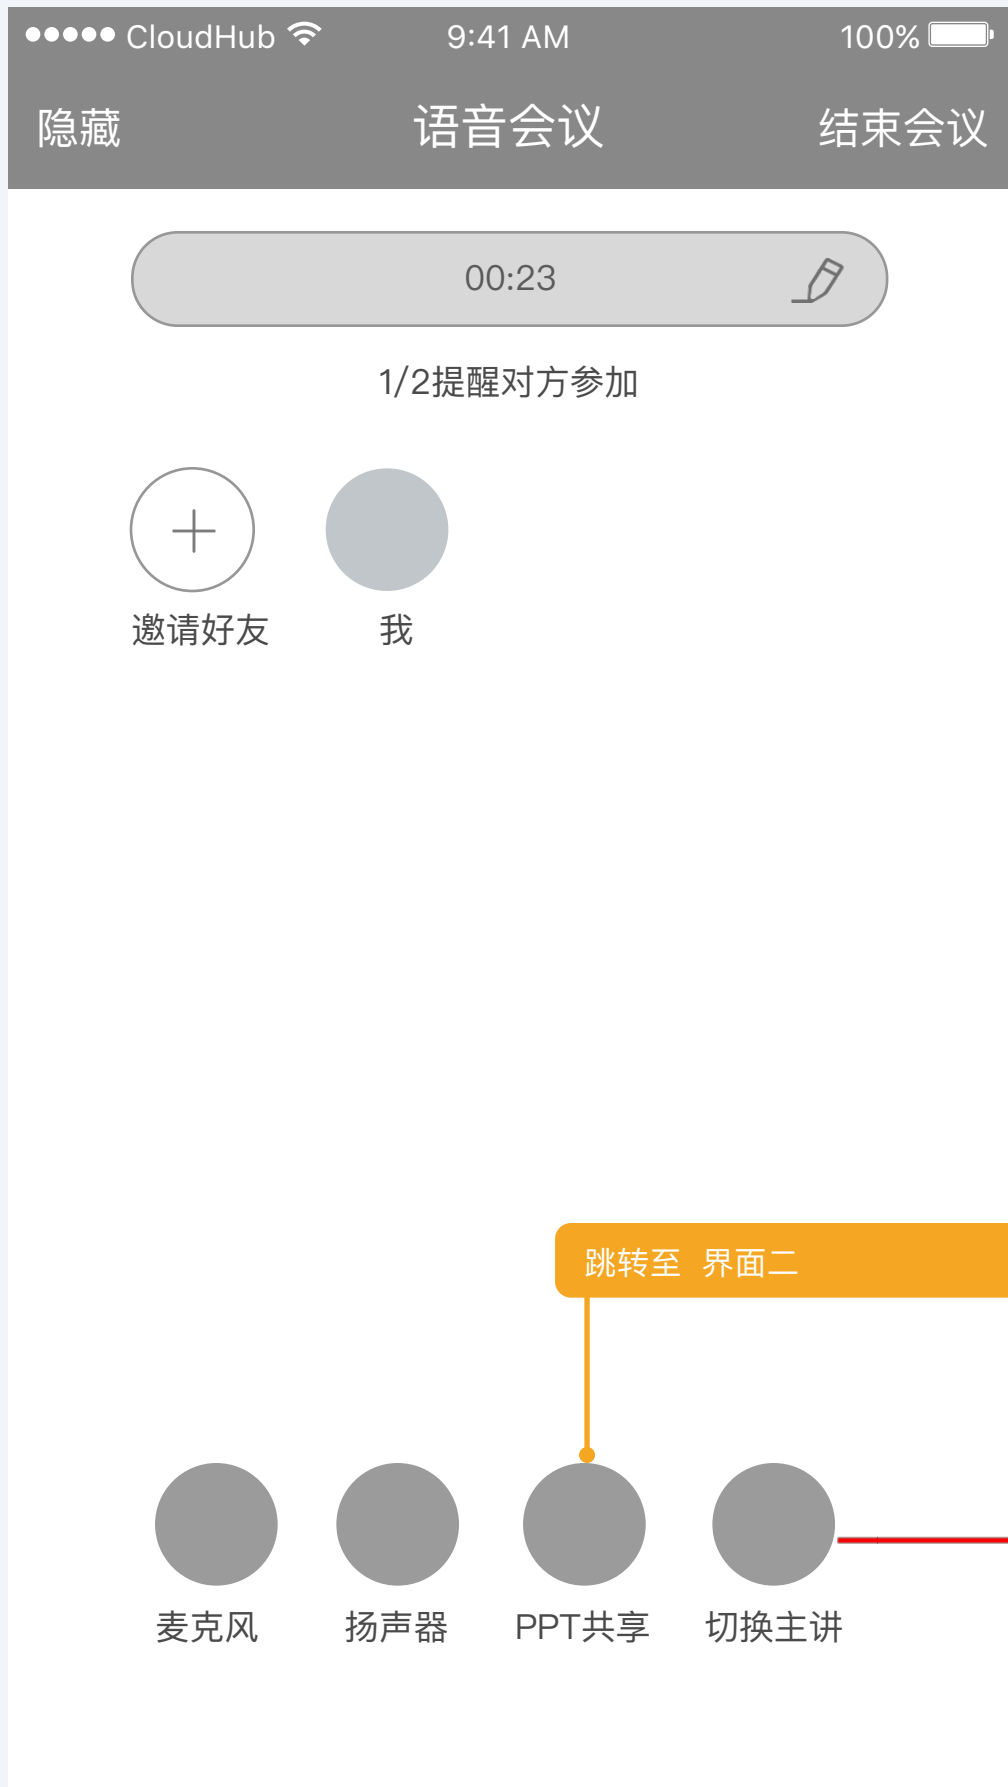 CloudHub 9:41 AM 100%
隐藏 语音会议 结束会议
00:23
1/2提醒对方参加
邀请好友 我
跳转至 界面二
麦克风 扬声器 PPT共享 切换主讲